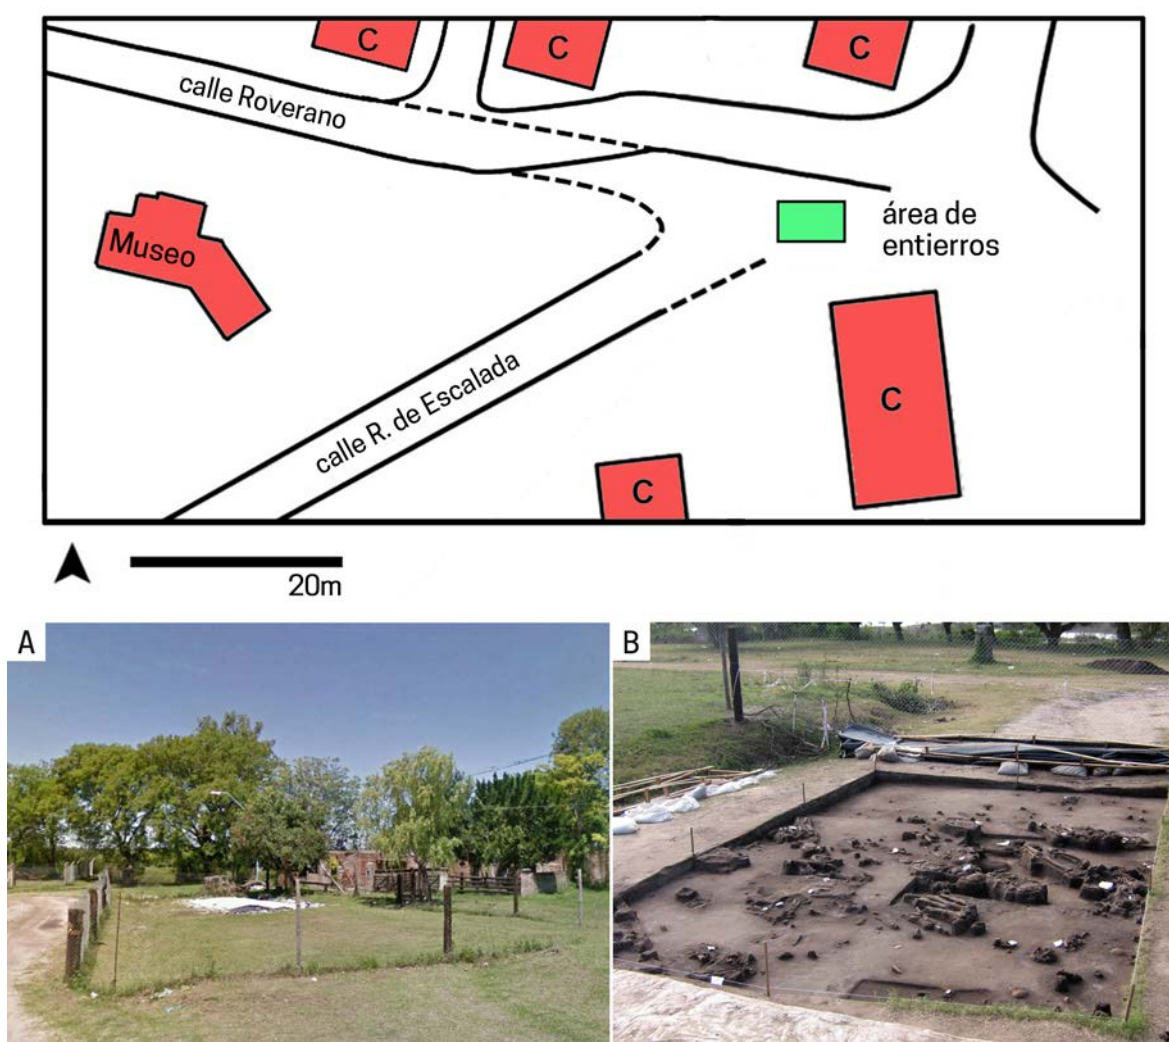 C
C
C
calle Roverano
Museo
área de
entierros
calle R. de Escalada
C
C
20m
A
B